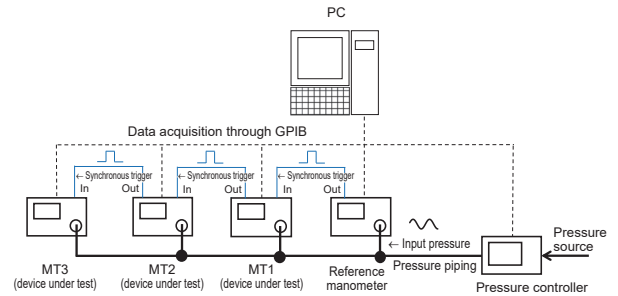 PC
Data acquisition through GPIB
← Synchronous trigger
← Synchronous trigger
← Synchronous trigger
In
Out
In
Out
In
Out
← Input pressure
Pressure
source
MT3
(device under test)
MT2
(device under test)
MT1
(device under test)
Reference
manometer
Pressure piping
Pressure controller